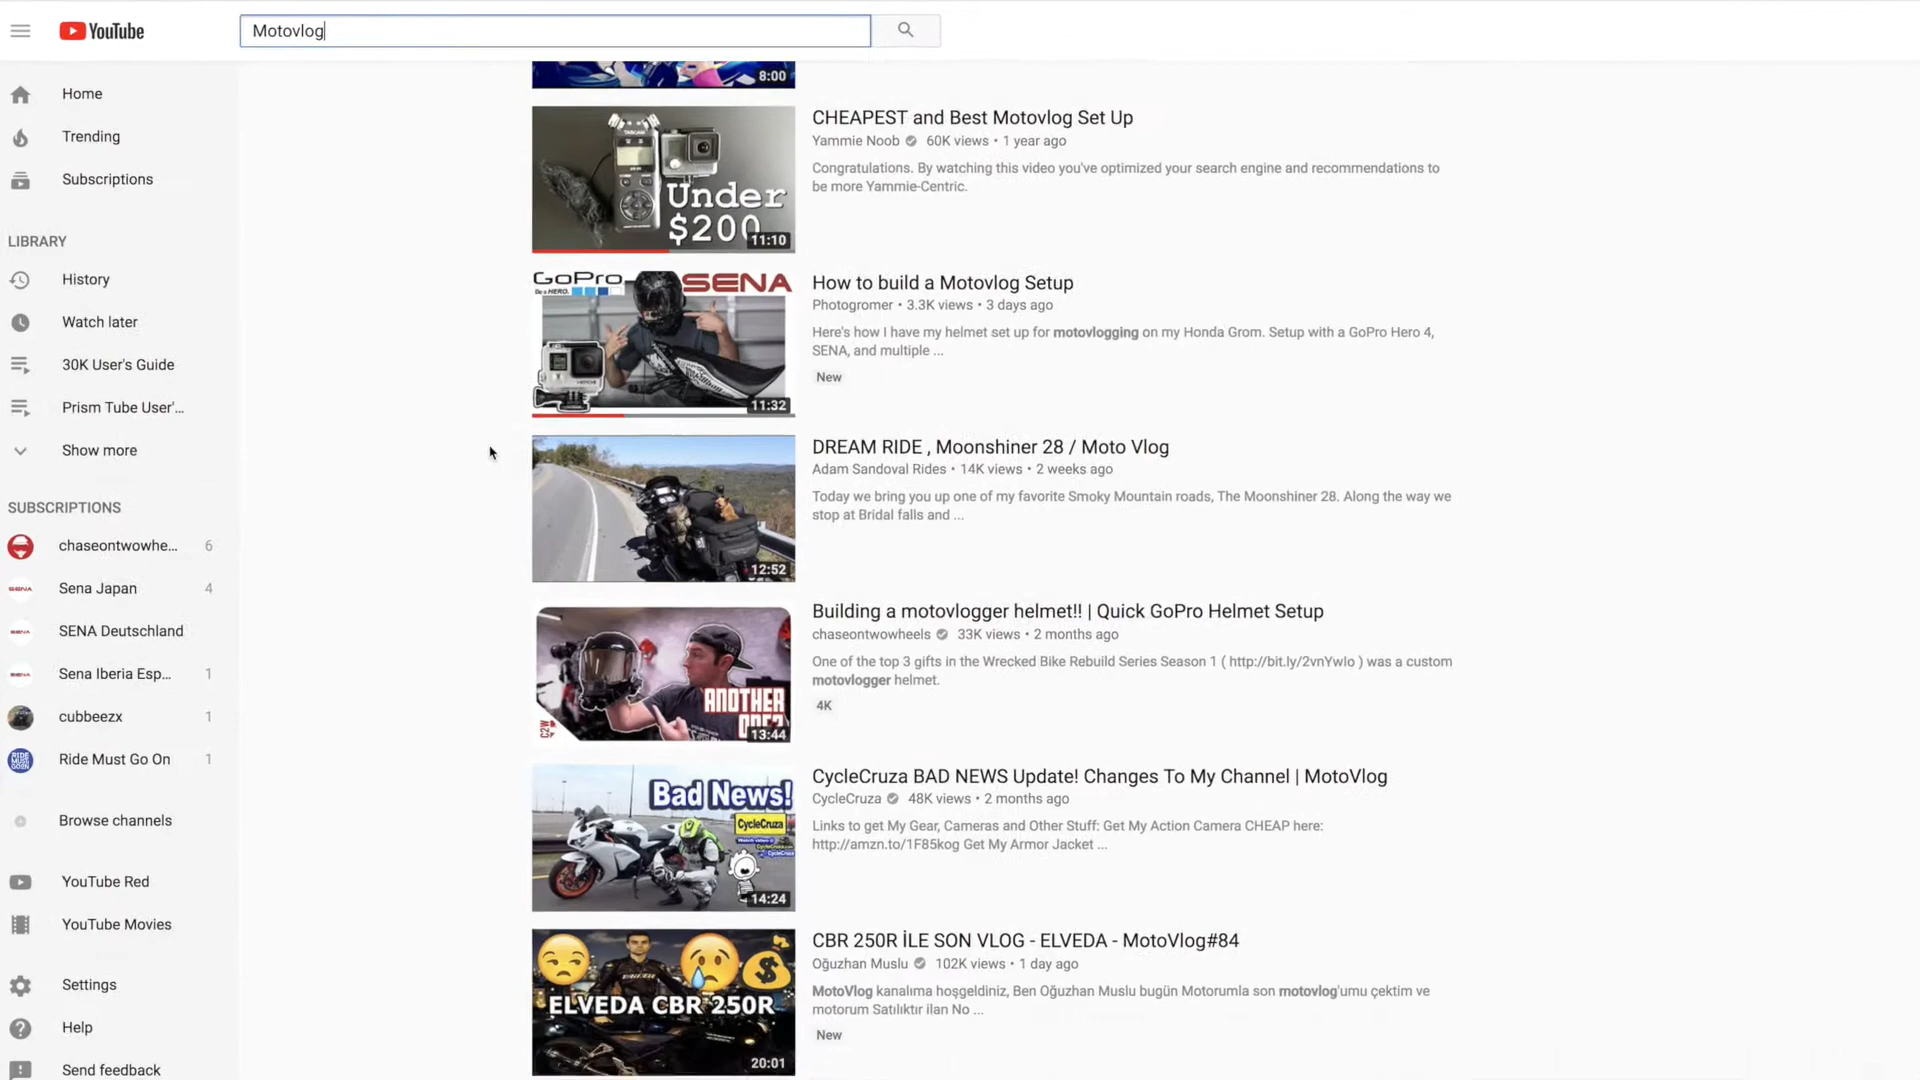 YouTube
Motovlog
Home
Trending
Subscriptions
LIBRARY
History
Watch later
30K User's Guide
Prism Tube User'...
Show more
SUBSCRIPTIONS
chaseontwowhe... 6
Sena Japan 4
SENA Deutschland
Sena Iberia Esp... 1
cubbeezx 1
RIDE MUST GO ON
Ride Must Go On 1
Browse channels
YouTube Red
YouTube Movies
Settings
Help
Send feedback
8:00
TASCAM
Under
$200
11:10
CHEAPEST and Best Motovlog Set Up
Yammie Noob 60K views • 1 year ago
Congratulations. By watching this video you've optimized your search engine and recommendations to
be more Yammie-Centric.
GoPro SENA
Be a HERO.
11:32
How to build a Motovlog Setup
Photogromer • 3.3K views • 3 days ago
Here's how I have my helmet set up for motovlogging on my Honda Grom. Setup with a GoPro Hero 4,
SENA, and multiple ...
New
12:52
DREAM RIDE , Moonshiner 28 / Moto Vlog
Adam Sandoval Rides • 14K views • 2 weeks ago
Today we bring you up one of my favorite Smoky Mountain roads, The Moonshiner 28. Along the way we
stop at Bridal falls and ...
ANOTHER
ONE?
C2W
13:44
Building a motovlogger helmet!! | Quick GoPro Helmet Setup
chaseontwowheels 33K views • 2 months ago
One of the top 3 gifts in the Wrecked Bike Rebuild Series Season 1 ( http://bit.ly/2vnYwIo ) was a custom
motovlogger helmet.
4K
Bad News!
CycleCruza
14:24
CycleCruza BAD NEWS Update! Changes To My Channel | MotoVlog
CycleCruza 48K views • 2 months ago
Links to get My Gear, Cameras and Other Stuff: Get My Action Camera CHEAP here:
http://amzn.to/1F85kog Get My Armor Jacket ...
ELVEDA CBR 250R
20:01
CBR 250R İLE SON VLOG - ELVEDA - MotoVlog#84
Oğuzhan Muslu 102K views • 1 day ago
MotoVlog kanalıma hoşgeldiniz, Ben Oğuzhan Muslu bugün Motorumla son motovlog'umu çektim ve
motorum Satılıktır ilan No ...
New